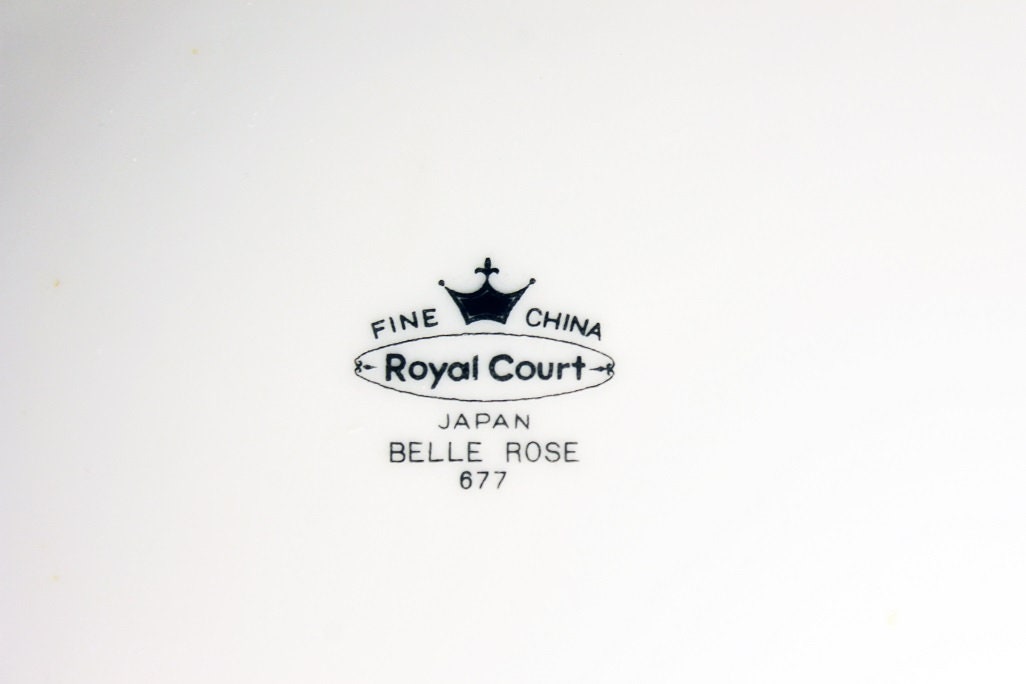 FINE CHINA
Royal Court
JAPAN
BELLE ROSE
677